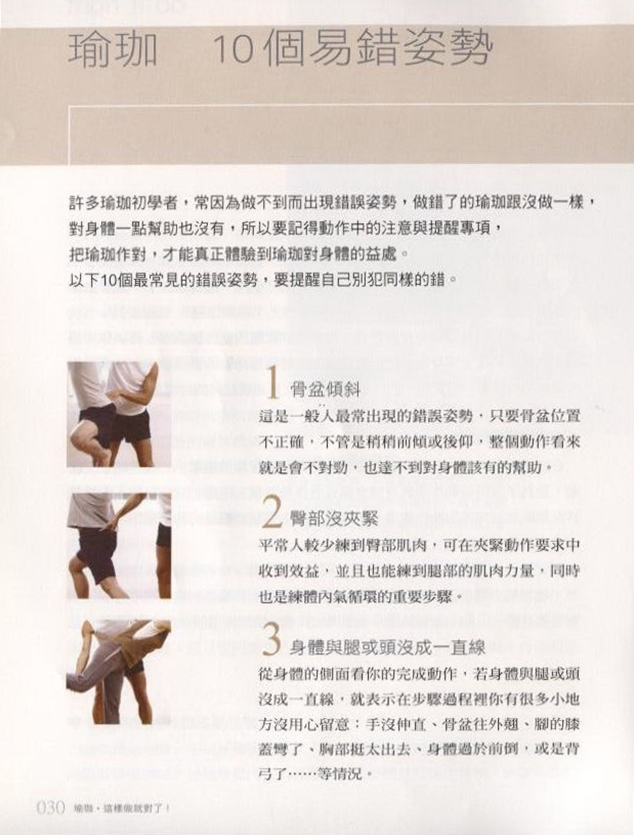 瑜珈 10個易錯姿勢
許多瑜珈初學者，常因為做不到而出現錯誤姿勢，做錯了的瑜珈跟沒做一樣，
對身體一點幫助也沒有，所以要記得動作中的注意與提醒專項，
把瑜珈作對，才能真正體驗到瑜珈對身體的益處。
以下10個最常見的錯誤姿勢，要提醒自己別犯同樣的錯。
1 骨盆傾斜
這是一般人最常出現的錯誤姿勢，只要骨盆位置
不正確，不管是稍稍前傾或後仰，整個動作看來
就是會不對勁，也達不到對身體該有的幫助。
2 臀部沒夾緊
平常人較少練到臀部肌肉，可在夾緊動作要求中
收到效益，並且也能練到腿部的肌肉力量，同時
也是練體內氣循環的重要步驟。
3 身體與腿或頭沒成一直線
從身體的側面看你的完成動作，若身體與腿或頭
沒成一直線，就表示在步驟過程裡你有很多小地
方沒用心留意：手沒伸直、骨盆往外翹、腳的膝
蓋彎了、胸部挺太出去、身體過於前倒，或是背
弓了……等情況。
030 瑜珈・這樣做就對了！